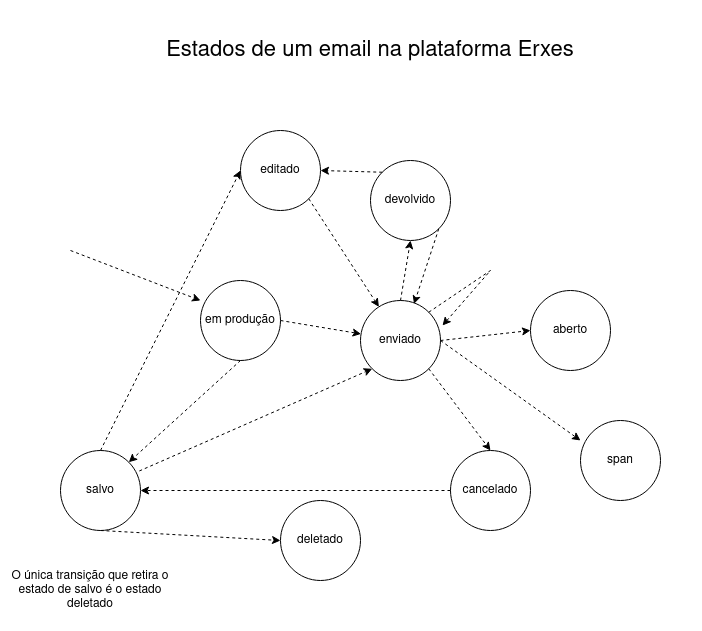 Estados de um email na plataforma Erxes
editado
devolvido
em produção
enviado
aberto
span
salvo
cancelado
deletado
O única transição que retira o
estado de salvo é o estado
deletado